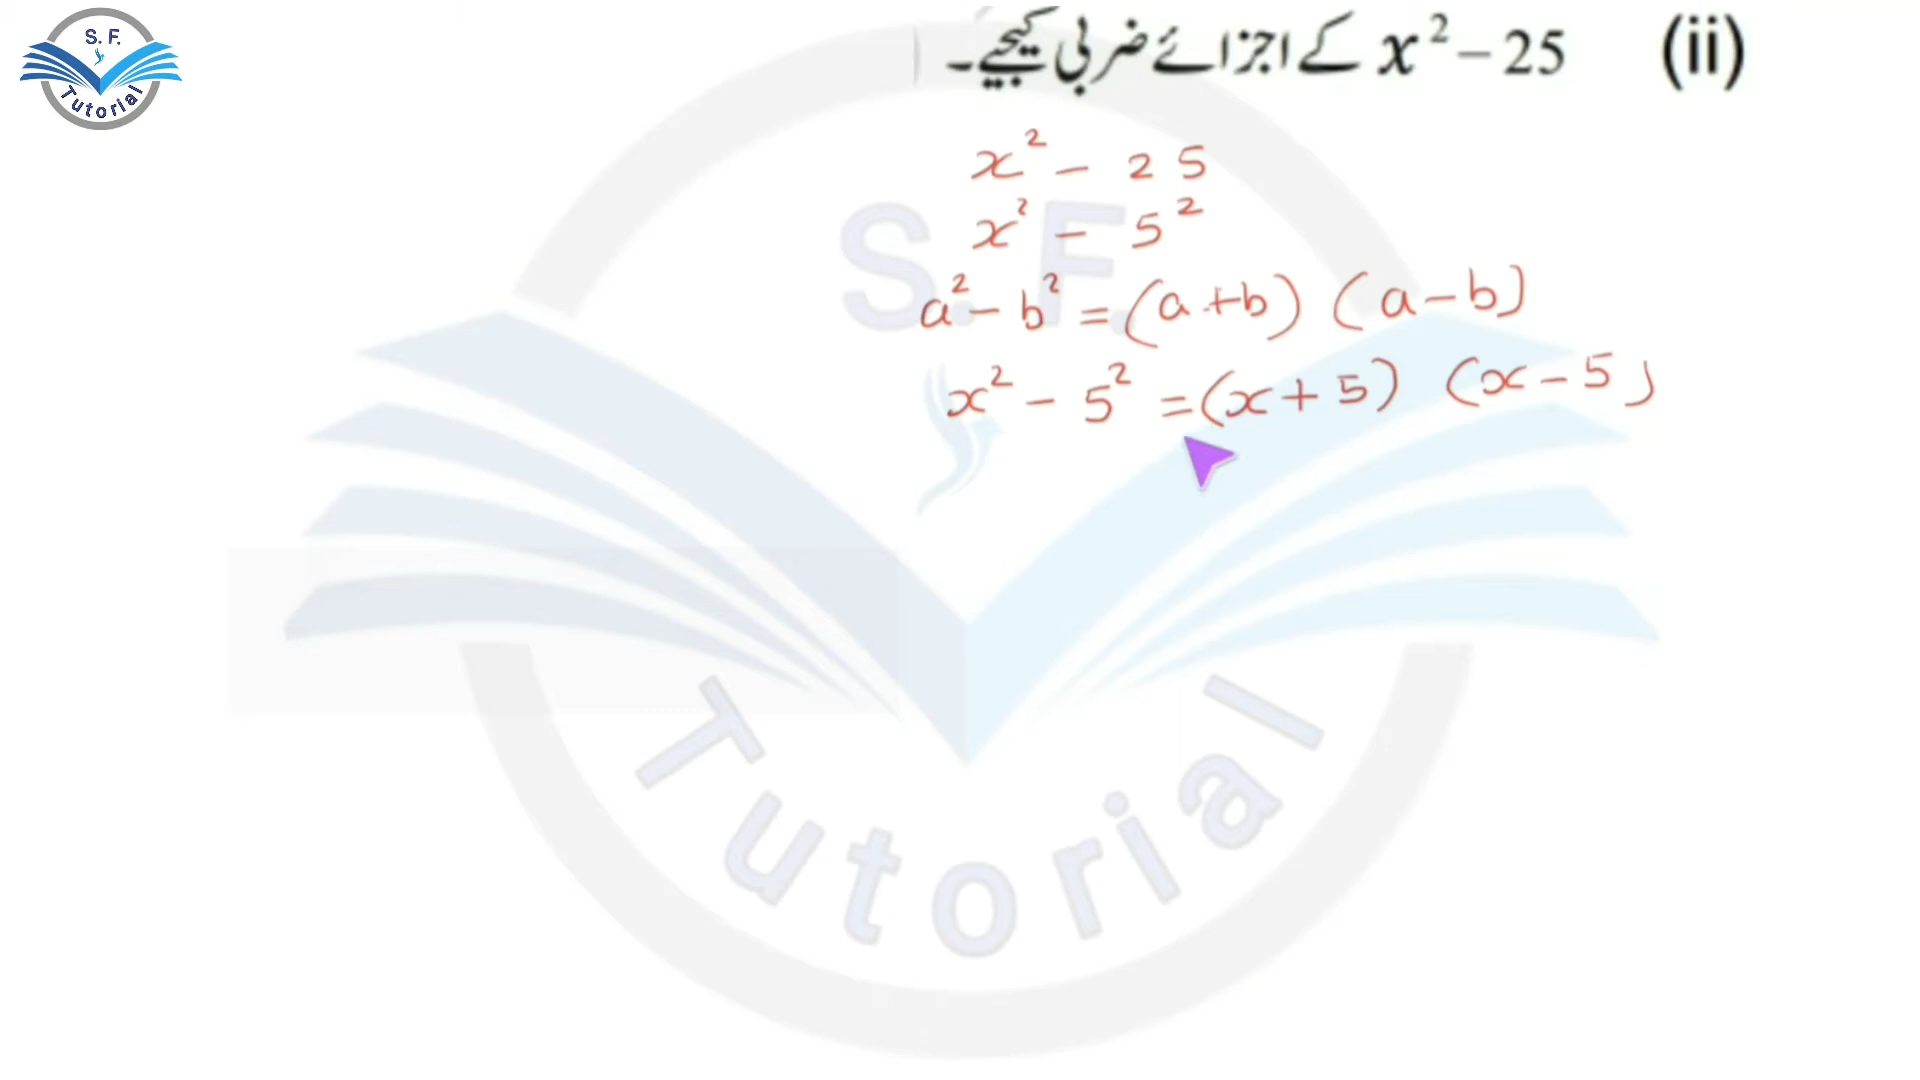 S. F.
Tutorial
(ii) x² – 25 کے اجزائے ضربی کیجیے۔
x² – 25
x² – 5²
a² – b² = (a + b) (a – b)
x² – 5² = (x + 5) (x – 5)
S. F.
Tutorial